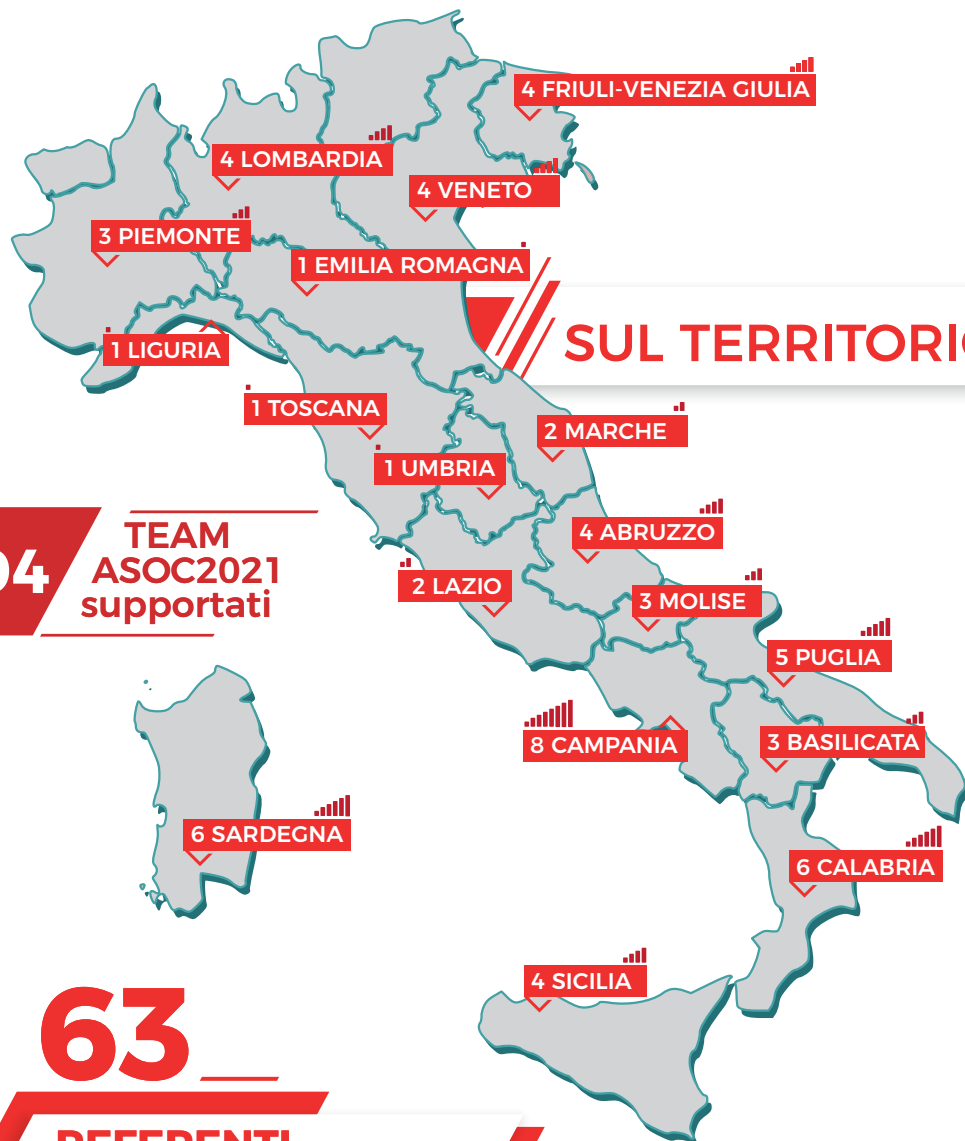 4 FRIULI-VENEZIA GIULIA
4 LOMBARDIA
4 VENETO
3 PIEMONTE
1 EMILIA ROMAGNA
SUL TERRITORIO
1 LIGURIA
1 TOSCANA
2 MARCHE
1 UMBRIA
4 ABRUZZO
04
TEAM
ASOC2021
supportati
2 LAZIO
3 MOLISE
5 PUGLIA
8 CAMPANIA
3 BASILICATA
6 SARDEGNA
6 CALABRIA
4 SICILIA
63
REFERENTI